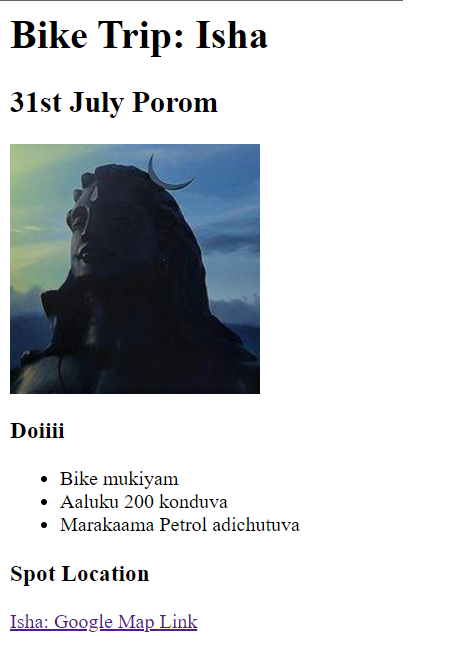 Bike Trip: Isha
31st July Porom
Doiiii
Bike mukiyam
Aaluku 200 konduva
Marakaama Petrol adichutuva
Spot Location
Isha: Google Map Link